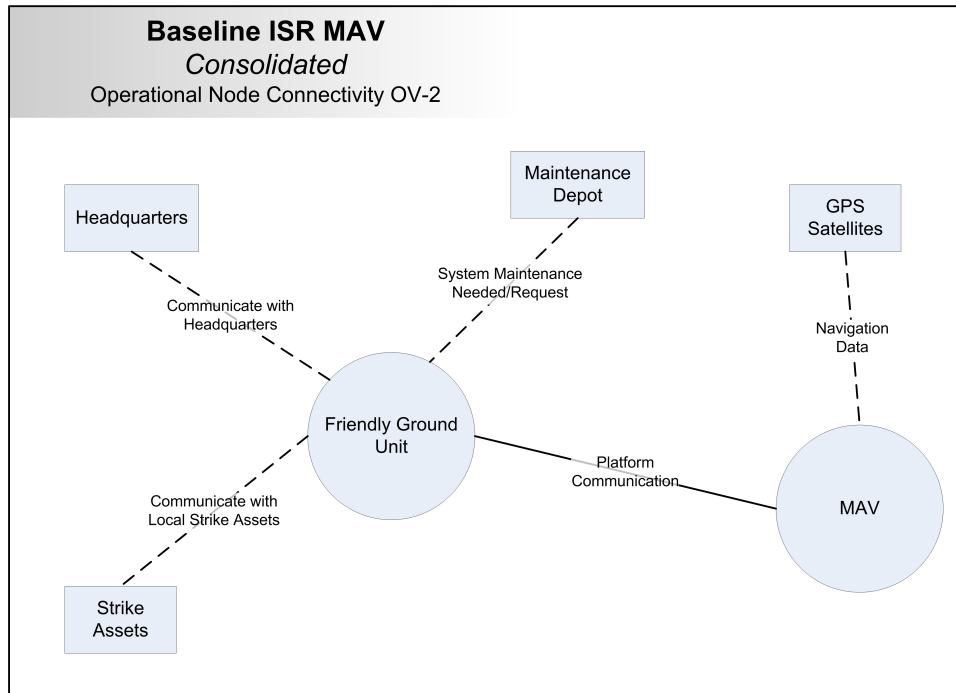 Baseline ISR MAV
Consolidated
Operational Node Connectivity OV-2
Maintenance
Depot
Headquarters
GPS
Satellites
System Maintenance
Needed/Request
Communicate with
Headquarters
Navigation
Data
Friendly Ground
Unit
Platform
Communication
MAV
Communicate with
Local Strike Assets
Strike
Assets